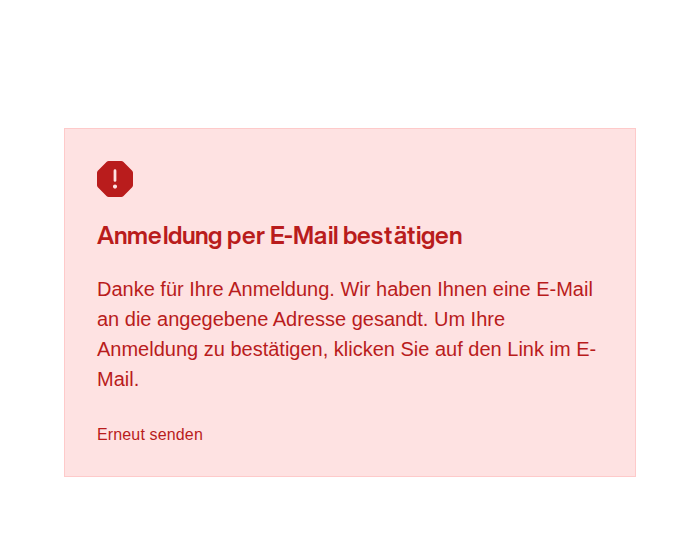 Anmeldung per E-Mail bestätigen
Danke für Ihre Anmeldung. Wir haben Ihnen eine E-Mail
an die angegebene Adresse gesandt. Um Ihre
Anmeldung zu bestätigen, klicken Sie auf den Link im E-
Mail.
Erneut senden